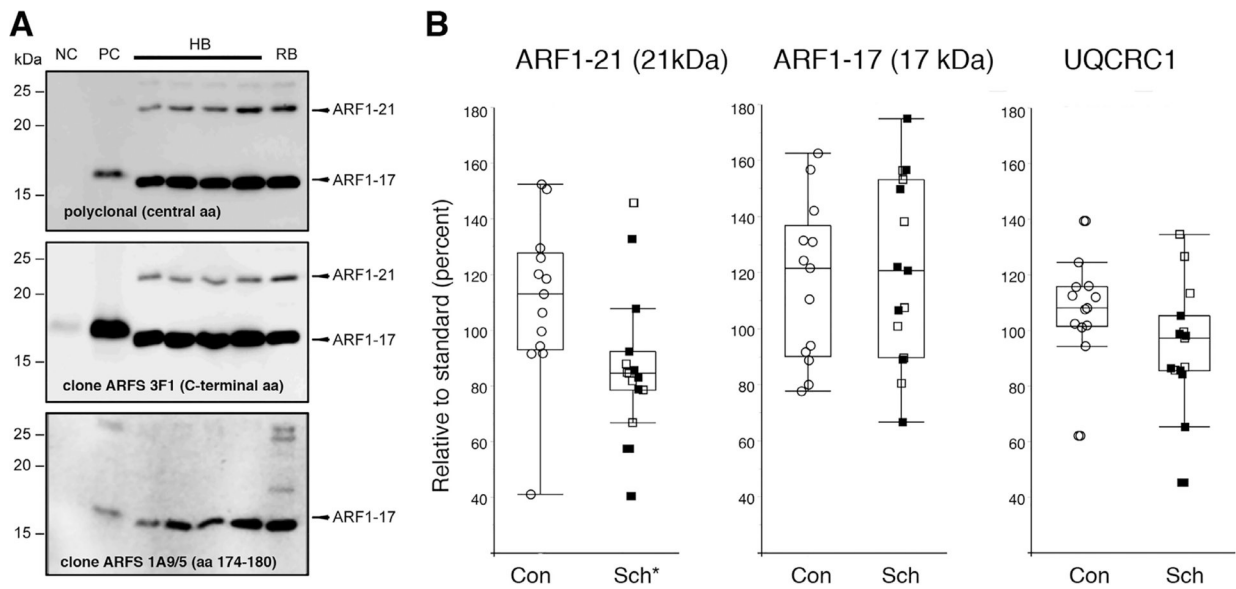 A
kDa NC PC HB RB
25
20
15
ARF1-21
ARF1-17
polyclonal (central aa)
25
20
15
ARF1-21
ARF1-17
clone ARFS 3F1 (C-terminal aa)
25
20
15
ARF1-17
clone ARFS 1A9/5 (aa 174-180)
B
ARF1-21 (21kDa)
ARF1-17 (17 kDa)
UQCRC1
Relative to standard (percent)
180
160
140
120
100
80
60
40
Con Sch*
180
160
140
120
100
80
60
40
Con Sch
180
160
140
120
100
80
60
40
Con Sch